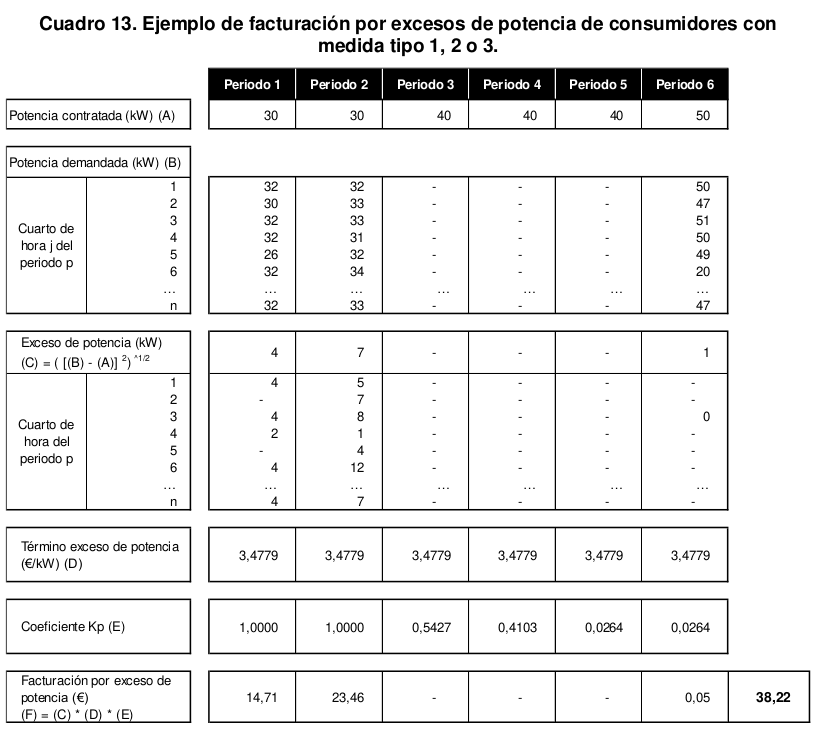 Cuadro 13. Ejemplo de facturación por excesos de potencia de consumidores con
medida tipo 1, 2 o 3.
Periodo 1 Periodo 2 Periodo 3 Periodo 4 Periodo 5 Periodo 6
Potencia contratada (kW) (A) 30 30 40 40 40 50
Potencia demandada (kW) (B)
Cuarto de
hora j del
periodo p
1 32 32 - - - 50
2 30 33 - - - 47
3 32 33 - - - 51
4 32 31 - - - 50
5 26 32 - - - 49
6 32 34 - - - 20
… … … … … … …
n 32 33 - - - 47
Exceso de potencia (kW)
(C) = ( [(B) - (A)] ²) ^1/2
4 7 - - - 1
Cuarto de
hora del
periodo p
1 4 5 - - - -
2 - 7 - - - -
3 4 8 - - - 0
4 2 1 - - - -
5 - 4 - - - -
6 4 12 - - - -
… … … … … … …
n 4 7 - - - -
Término exceso de potencia
(€/kW) (D)
3,4779 3,4779 3,4779 3,4779 3,4779 3,4779
Coeficiente Kp (E) 1,0000 1,0000 0,5427 0,4103 0,0264 0,0264
Facturación por exceso de
potencia (€)
(F) = (C) * (D) * (E)
14,71 23,46 - - - 0,05 38,22